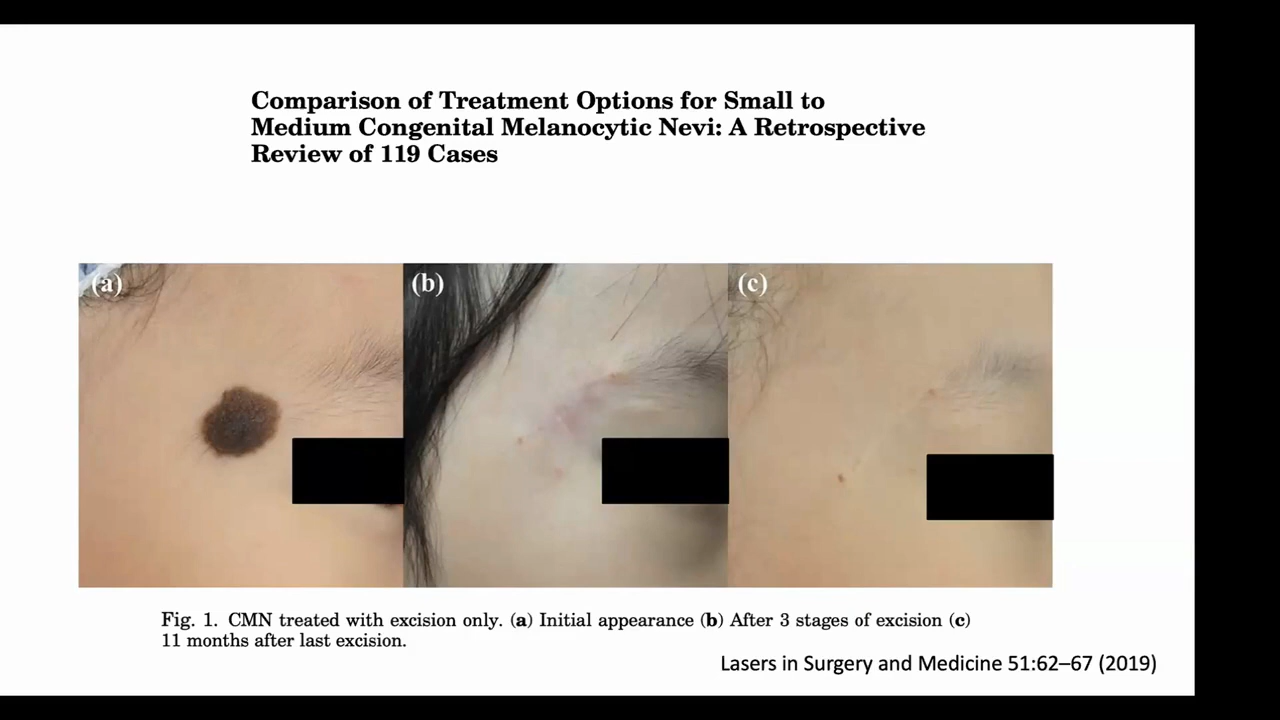 Comparison of Treatment Options for Small to
Medium Congenital Melanocytic Nevi: A Retrospective
Review of 119 Cases
(a) (b) (c)
Fig. 1. CMN treated with excision only. (a) Initial appearance (b) After 3 stages of excision (c)
11 months after last excision.
Lasers in Surgery and Medicine 51:62–67 (2019)